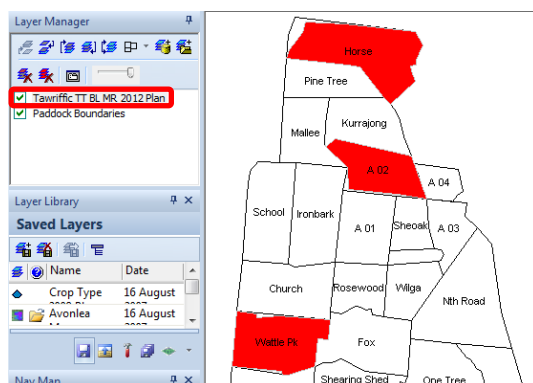 Layer Manager
Tawriffic TT BL MR 2012 Plan
Paddock Boundaries
Layer Library
Saved Layers
Name Date
Crop Type 16 August
Avonlea 16 August
Nav Map
Horse
Pine Tree
Mallee
Kurrajong
A 02
A 04
School
Ironbark
A 01
Sheoak
A 03
Church
Rosewood
Wilga
Nth Road
Wattle Pk
Fox
Shearing Shed
One Tree